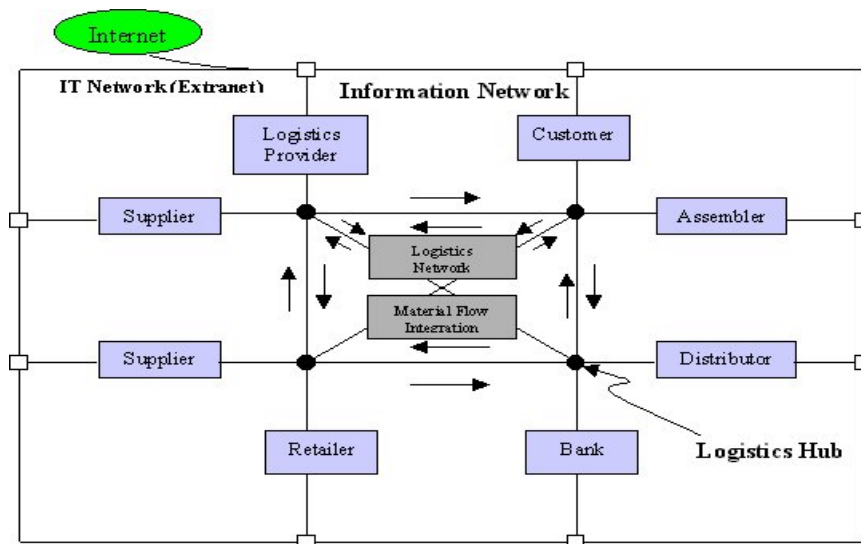 Internet
IT Network (Extranet)
Information Network
Logistics
Provider
Customer
Supplier
Assembler
Logistics
Network
Material Flow
Integration
Supplier
Distributor
Retailer
Bank
Logistics Hub